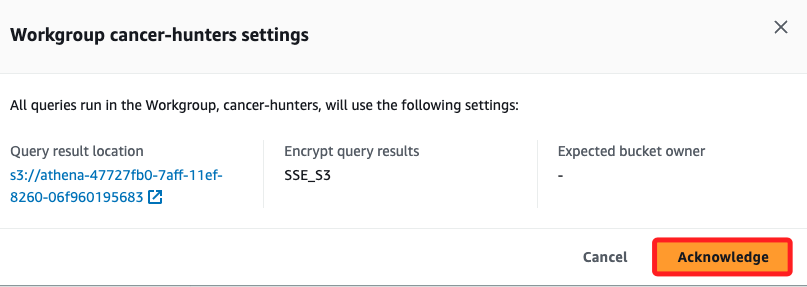 Workgroup cancer-hunters settings
All queries run in the Workgroup, cancer-hunters, will use the following settings:
Query result location
s3://athena-47727fb0-7aff-11ef-
8260-06f960195683
Encrypt query results
SSE_S3
Expected bucket owner
-
Cancel
Acknowledge